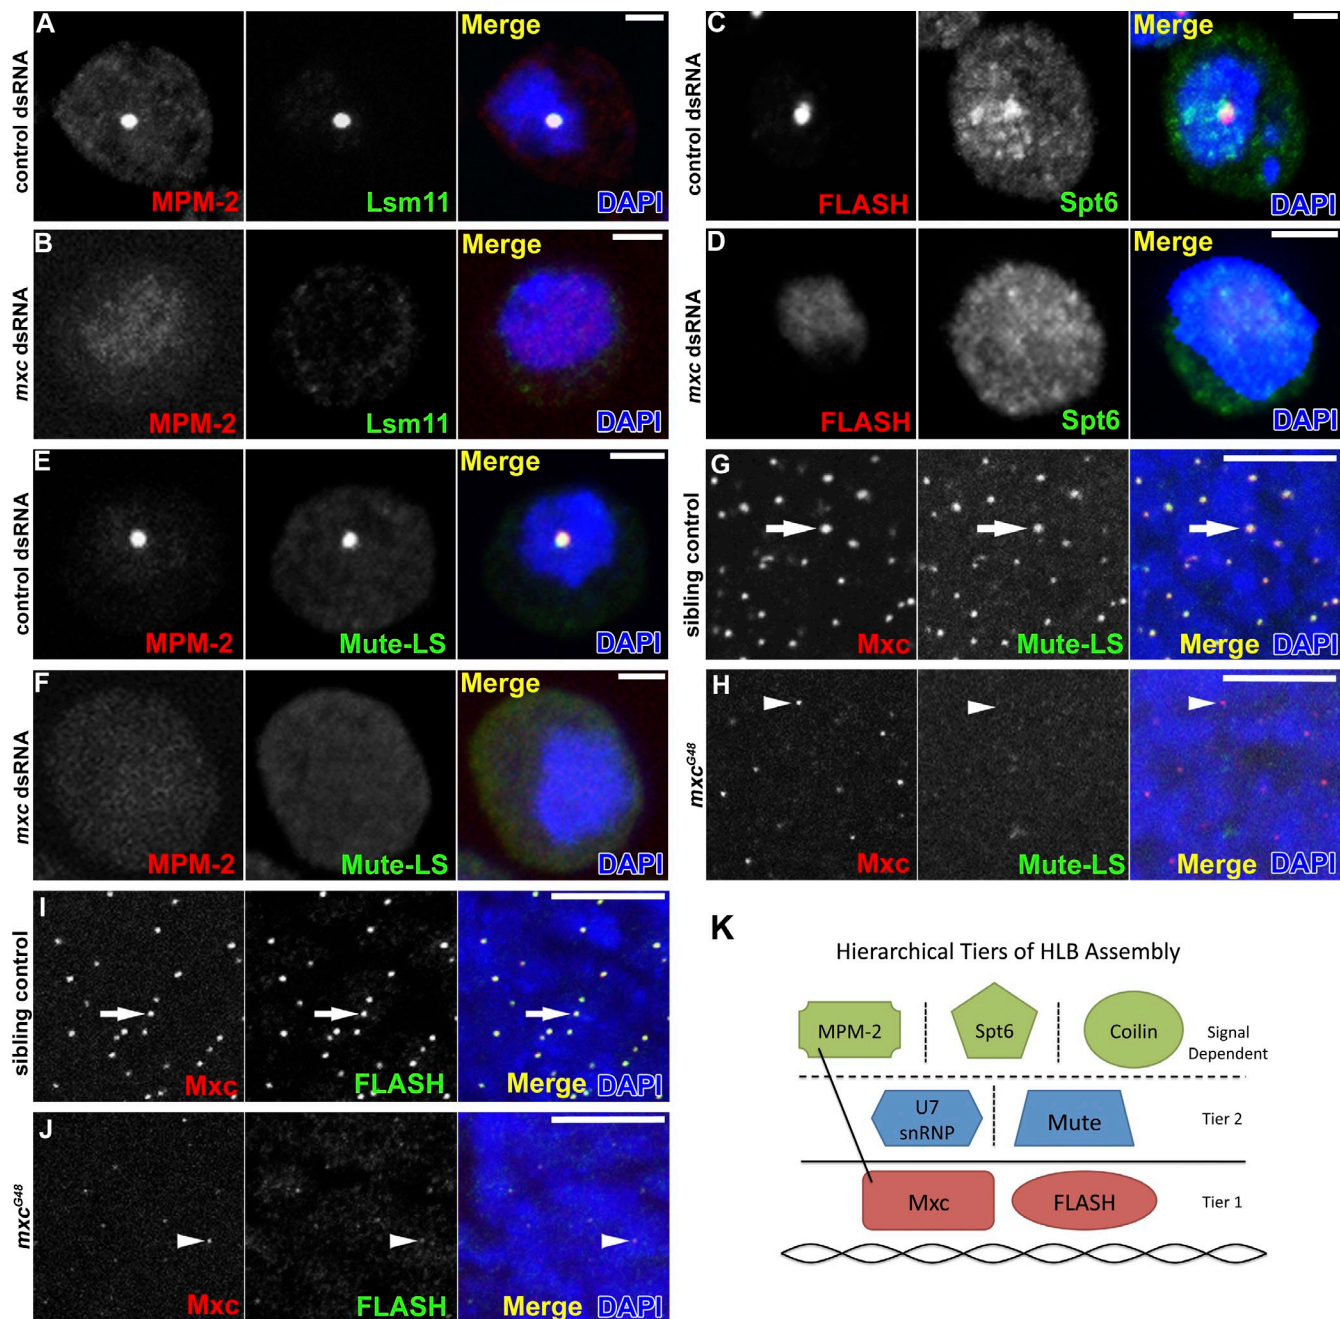 A
control dsRNA
MPM-2
Lsm11
Merge
DAPI
B
mxc dsRNA
MPM-2
Lsm11
Merge
DAPI
C
control dsRNA
FLASH
Spt6
Merge
DAPI
D
mxc dsRNA
FLASH
Spt6
Merge
DAPI
E
control dsRNA
MPM-2
Mute-LS
Merge
DAPI
F
mxc dsRNA
MPM-2
Mute-LS
Merge
DAPI
G
sibling control
Mxc
Mute-LS
Merge DAPI
H
mxcG48
Mxc
Mute-LS
Merge DAPI
I
sibling control
Mxc
FLASH
Merge DAPI
J
mxcG48
Mxc
FLASH
Merge DAPI
K
Hierarchical Tiers of HLB Assembly
MPM-2
Spt6
Coilin
Signal
Dependent
U7
snRNP
Mute
Tier 2
Mxc
FLASH
Tier 1